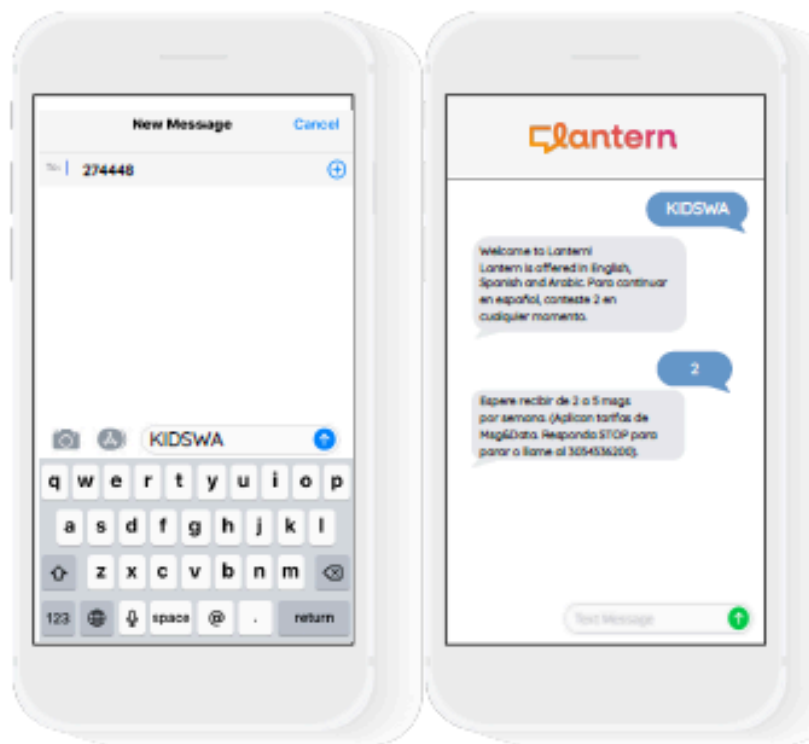 New Message Cancel
To: 274448
KIDSWA
q w e r t y u i o p
a s d f g h j k l
z x c v b n m
123 space @ . return
lantern
KIDSWA
Welcome to Lantern!
Lantern is offered in English,
Spanish and Arabic. Para continuar
en español, conteste 2 en
cualquier momento.
2
Espere recibir de 2 a 5 msgs
por semana. (Aplican tarifas de
Msg&Data. Responda STOP para
parar o llame al 3054536200).
Text Message